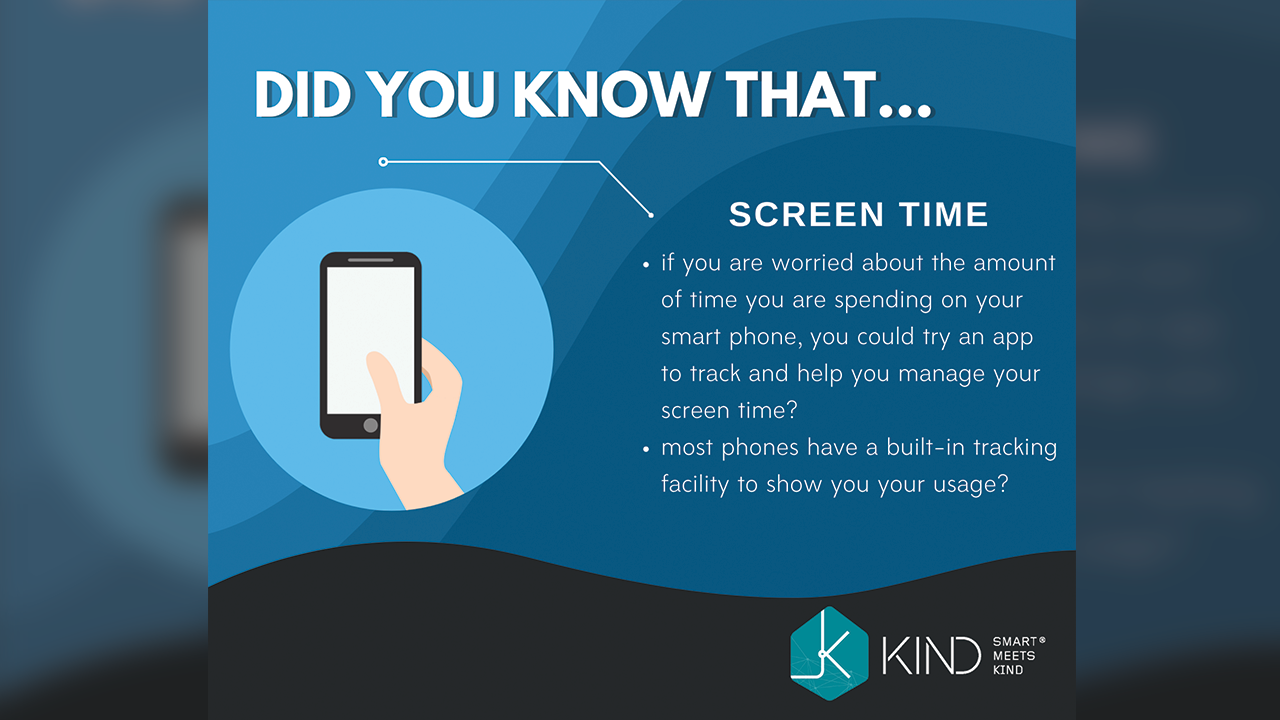 DID YOU KNOW THAT...
SCREEN TIME
• if you are worried about the amount
of time you are spending on your
smart phone, you could try an app
to track and help you manage your
screen time?
• most phones have a built-in tracking
facility to show you your usage?
KIND
SMART®
MEETS
KIND